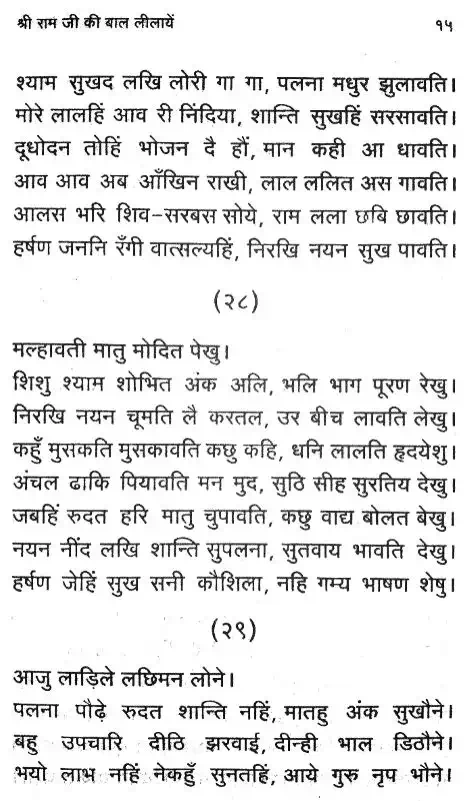 श्री राम जी की बाल लीलायें १५
श्याम सुखद लखि लोरी गा गा, पलना मधुर झुलावति।
मोरे लालहिं आव री निंदिया, शान्ति सुखहिं सरसावति।
दूधोदन तोहिं भोजन दै हौं, मान कही आ धावति।
आव आव अब आँखिन राखी, लाल ललित अस गावति।
आलस भरि शिव-सरबस सोये, राम लला छबि छावति।
हर्षण जननि रँगी वात्सल्यहिं, निरखि नयन सुख पावति।
(२८)
मल्हावती मातु मोदित पेखु।
शिशु श्याम शोभित अंक अलि, भलि भाग पूरण रेखु।
निरखि नयन चूमति लै करतल, उर बीच लावति लेखु।
कहुँ मुसकति मुसकावति कछु कहि, धनि लालति हृदयेशु।
अंचल ढाकि पियावति मन मुद, सुठि सीह सुरतिय देखु।
जबहिं रुदत हरि मातु चुपावति, कछु वाद्य बोलत बेखु।
नयन नींद लखि शान्ति सुपलना, सुतवाय भावति देखु।
हर्षण जेहिं सुख सनी कौशिला, नहि गम्य भाषण शेषु।
(२९)
आजु लाड़िले लछिमन लोने।
पलना पौढ़े रुदत शान्ति नहिं, मातहु अंक सुखौने।
बहु उपचारि दीठि झरवाई, दीन्ही भाल डिठौने।
भयो लाभ नहिं नेकहुँ सुनतहिं, आये गुरु नृप भौने।